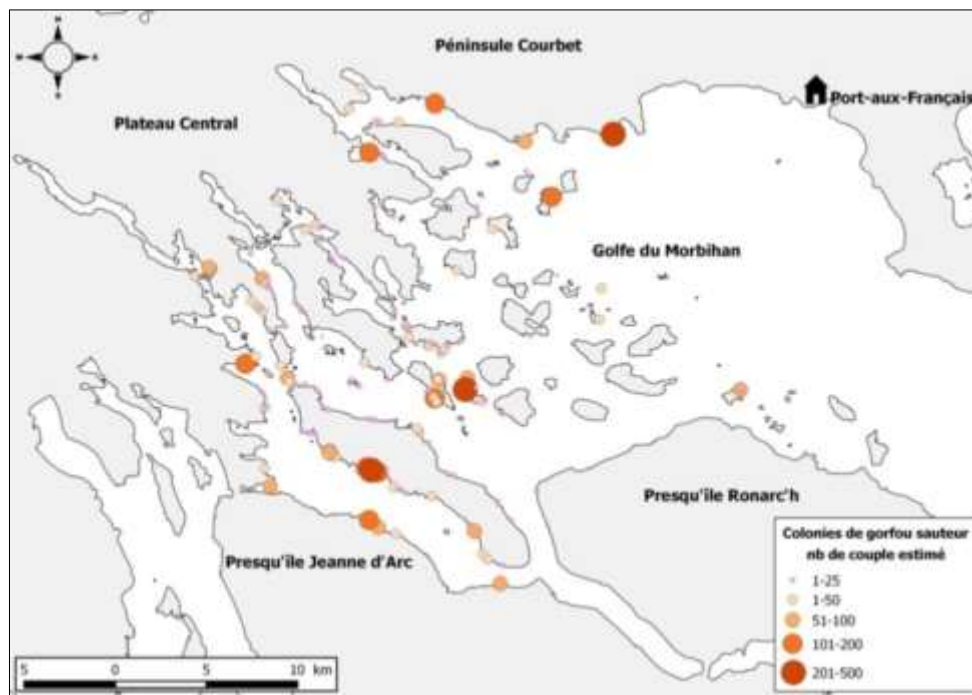 Péninsule Courbet
Port-aux-Français
Plateau Central
Golfe du Morbihan
Presqu'île Ronarc'h
Presqu'île Jeanne d'Arc
Colonies de gorfou sauteur
nb de couple estimé
1-25
1-50
51-100
101-200
201-500
5 0 5 10 km